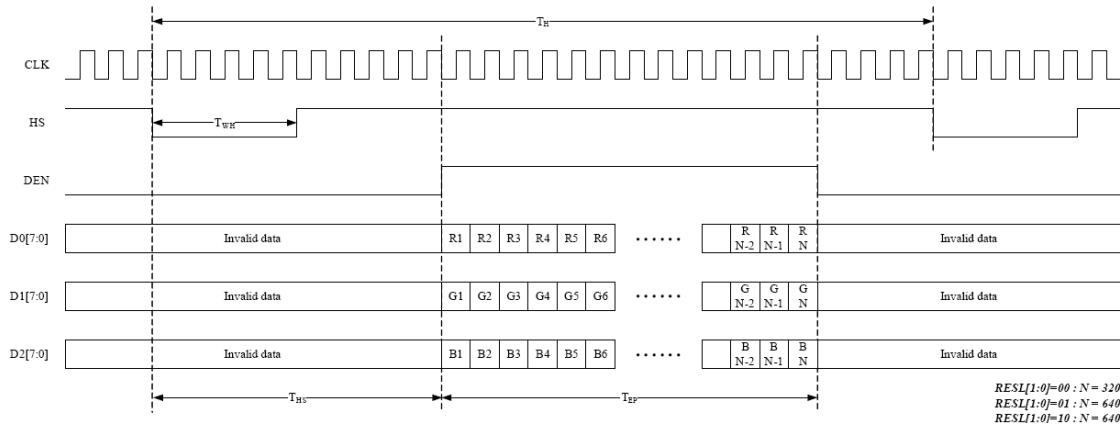 TH
CLK
HS
TWH
DEN
D0[7:0] Invalid data R1 R2 R3 R4 R5 R6 ...... R N-2 R N-1 R N Invalid data
D1[7:0] Invalid data G1 G2 G3 G4 G5 G6 ...... G N-2 G N-1 G N Invalid data
D2[7:0] Invalid data B1 B2 B3 B4 B5 B6 ...... B N-2 B N-1 B N Invalid data
THS TEP
RESL[1:0]=00 : N = 320
RESL[1:0]=01 : N = 640
RESL[1:0]=10 : N = 640